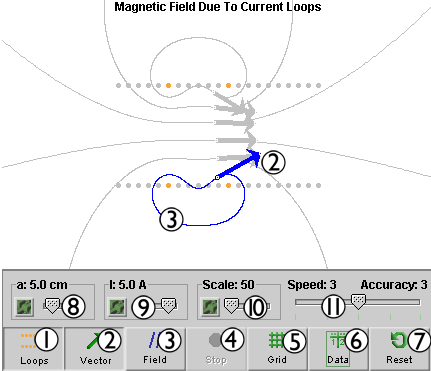 Magnetic Field Due To Current Loops
②
③
a: 5.0 cm
I: 5.0 A
Scale: 50
Speed: 3
Accuracy: 3
⑧
⑨
⑩
⑪
①
②
③
④
⑤
⑥
⑦
Loops
Vector
Field
Stop
Grid
Data
Reset